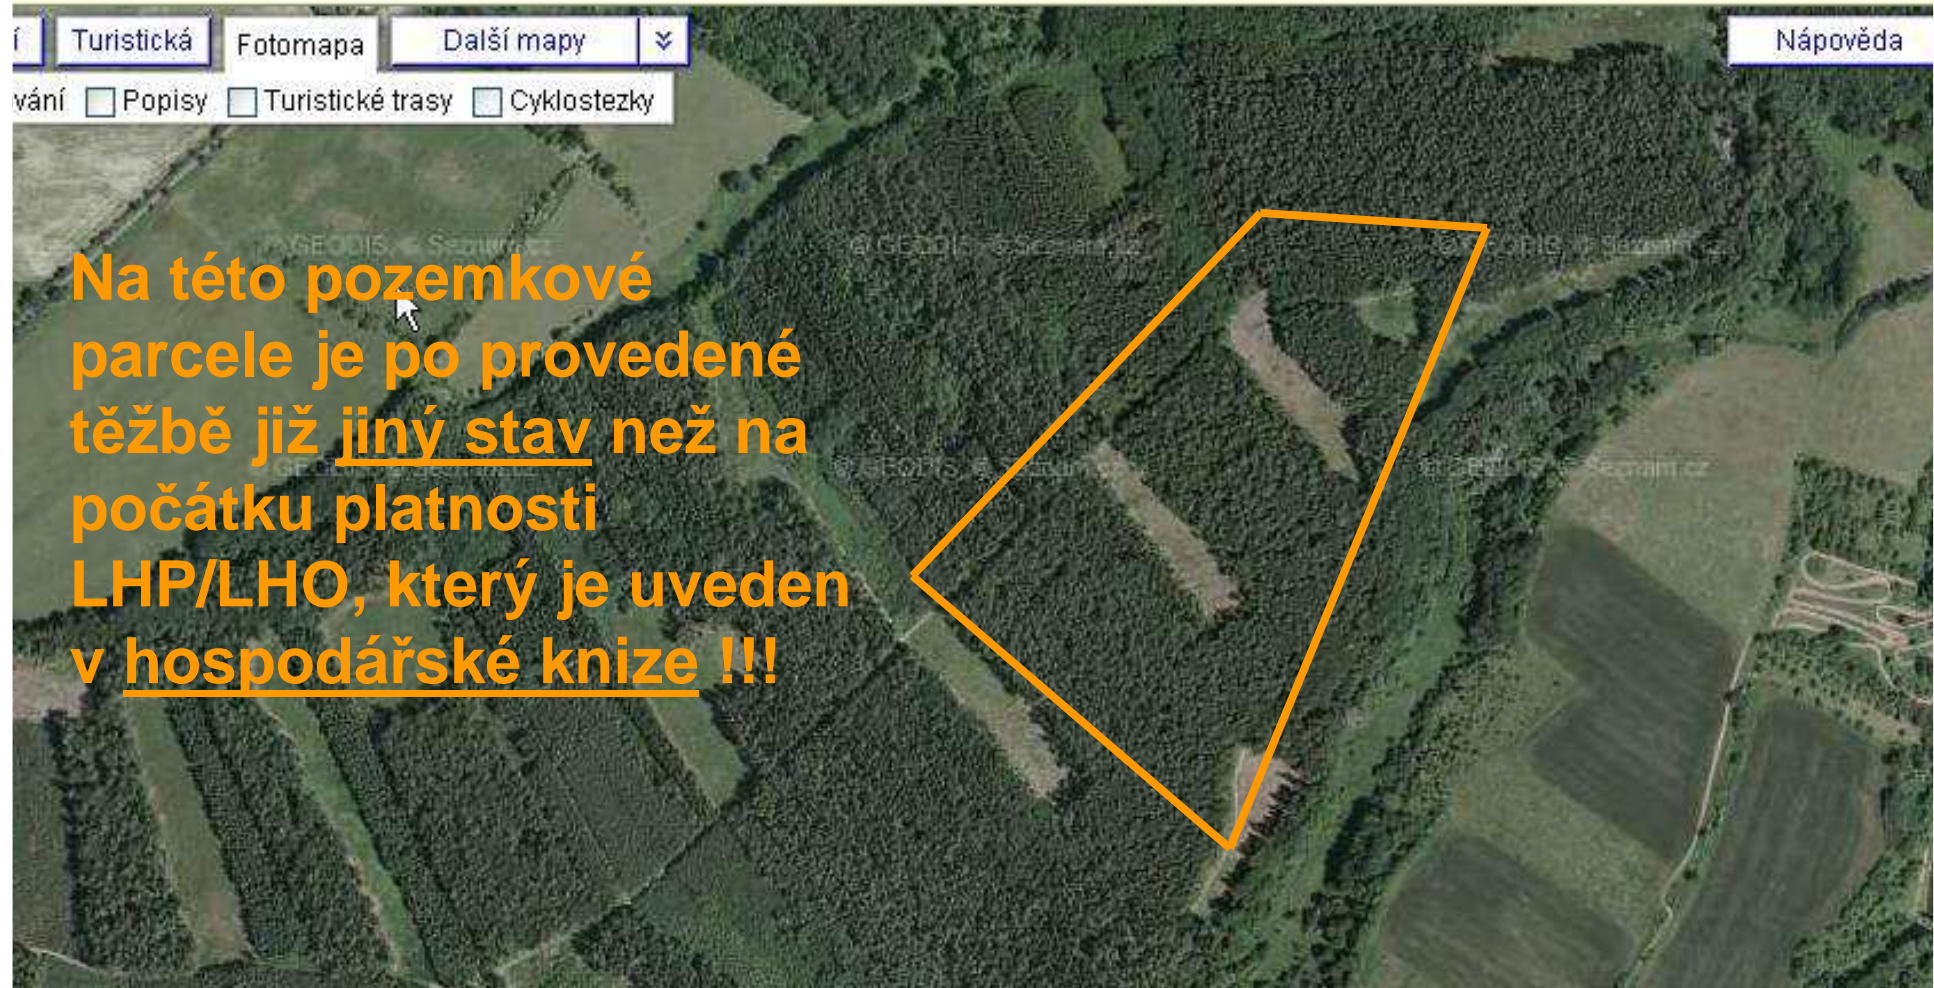 í Turistická Fotomapa Další mapy Nápověda
vání Popisy Turistické trasy Cyklostezky
Na této pozemkové
parcele je po provedené
těžbě již jiný stav než na
počátku platnosti
LHP/LHO, který je uveden
v hospodářské knize !!!